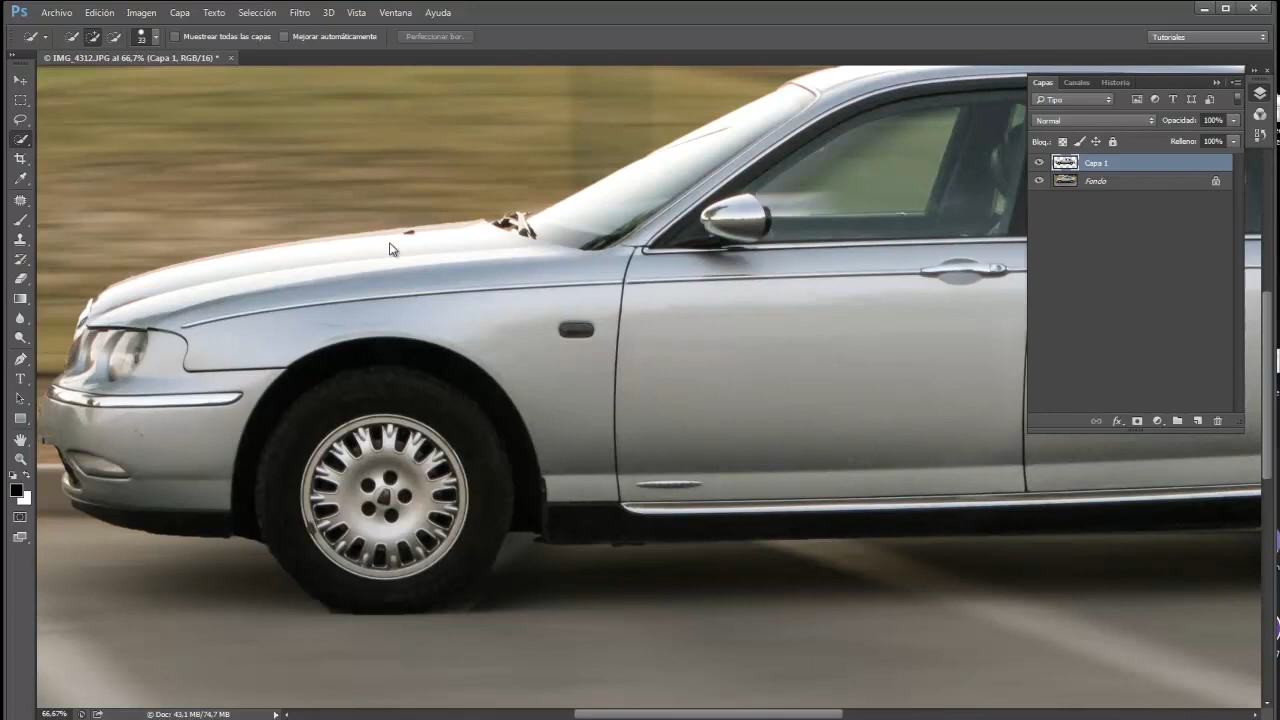 Ps Archivo Edición Imagen Capa Texto Selección Filtro 3D Vista Ventana Ayuda
33 Muestrear todas las capas Mejorar automáticamente Perfeccionar bor... Tutoriales
© IMG_4312.JPG al 66,7% (Capa 1, RGB/16) * ×
Capas Canales Historia
Tipo
Normal Opacidad: 100%
Bloq.: Relleno: 100%
Capa 1
Fondo
66,67% © Doc: 43,1 MB/74,7 MB